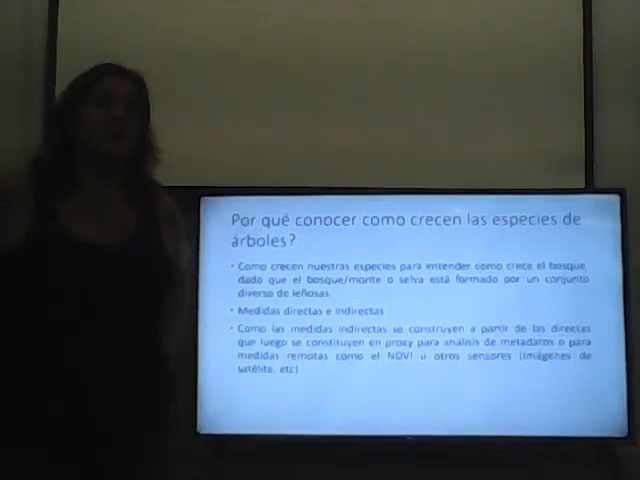 Por qué conocer como crecen las especies de
árboles?
• Como crecen nuestras especies para entender como crece el bosque
dado que el bosque/monte o selva está formado por un conjunto
diverso de leñosas.
• Medidas directas e indirectas
• Como las medidas indirectas se construyen a partir de las directas
que luego se constituyen en proxy para análisis de metadatos o para
medidas remotas como el NDVI u otros sensores (imágenes de
satélite, etc)